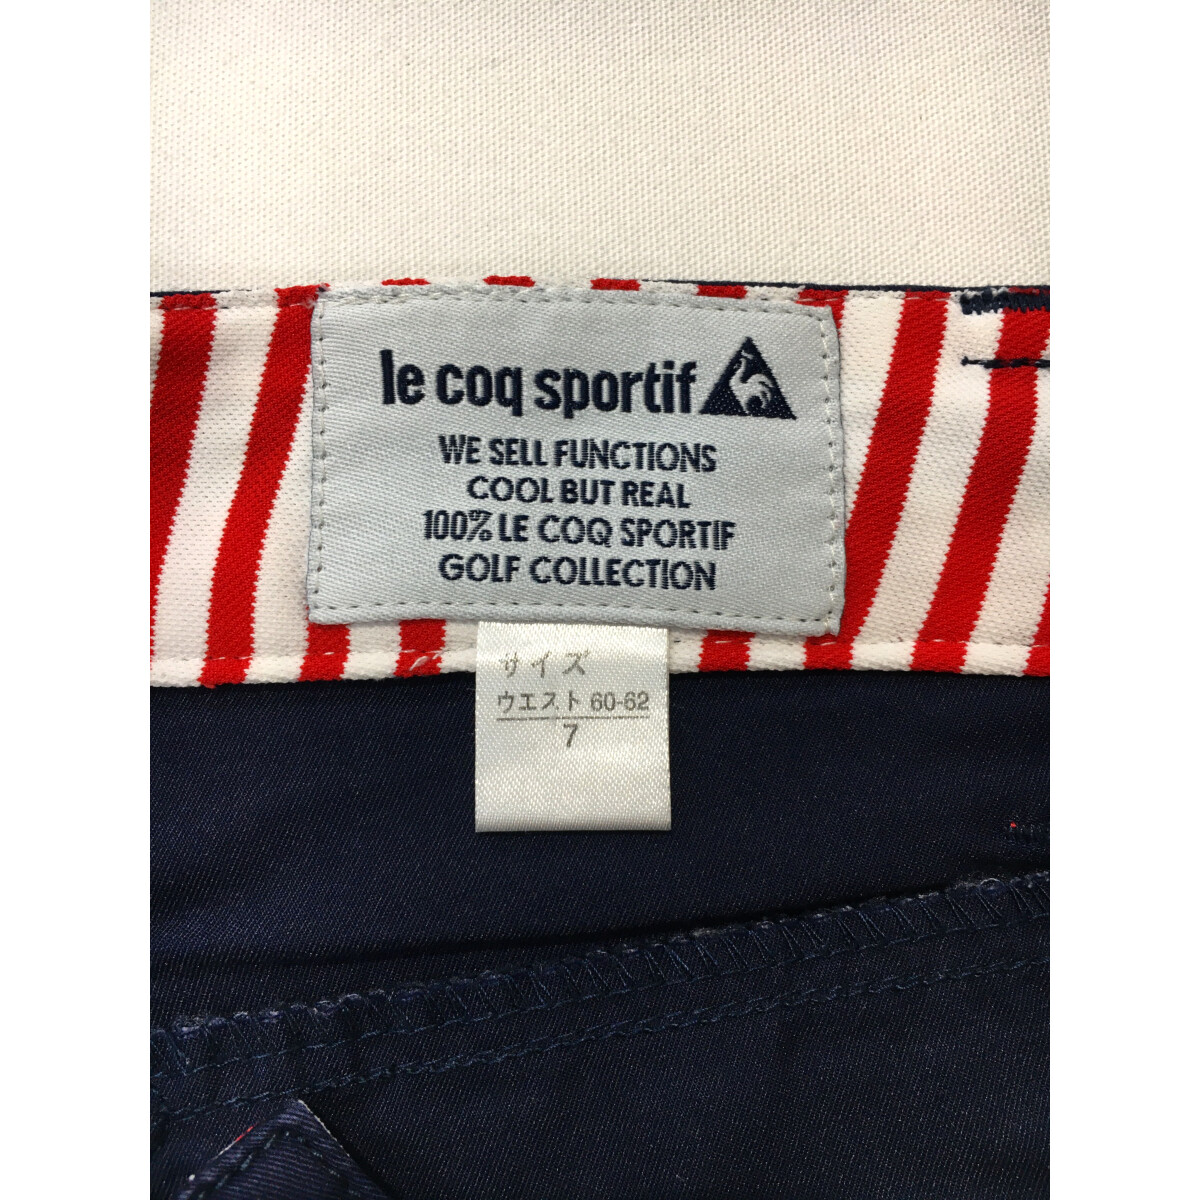 le coq sportif
WE SELL FUNCTIONS
COOL BUT REAL
100% LE COQ SPORTIF
GOLF COLLECTION
サイズ
ウエスト 60-62
7